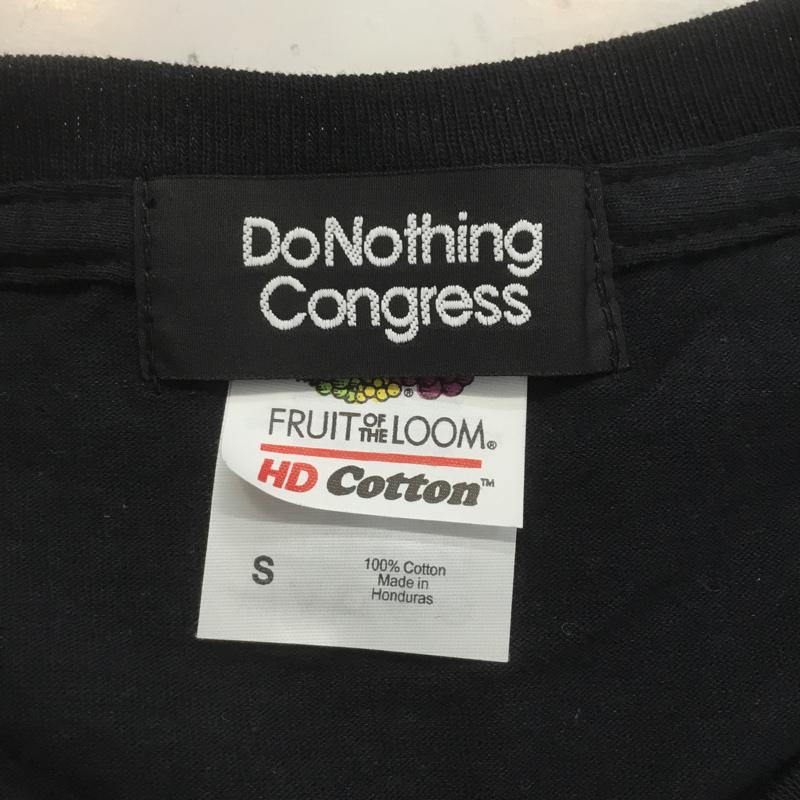 DoNothing
Congress
®
FRUIT OF THE LOOM®
HD Cotton™
S
100% Cotton
Made in
Honduras